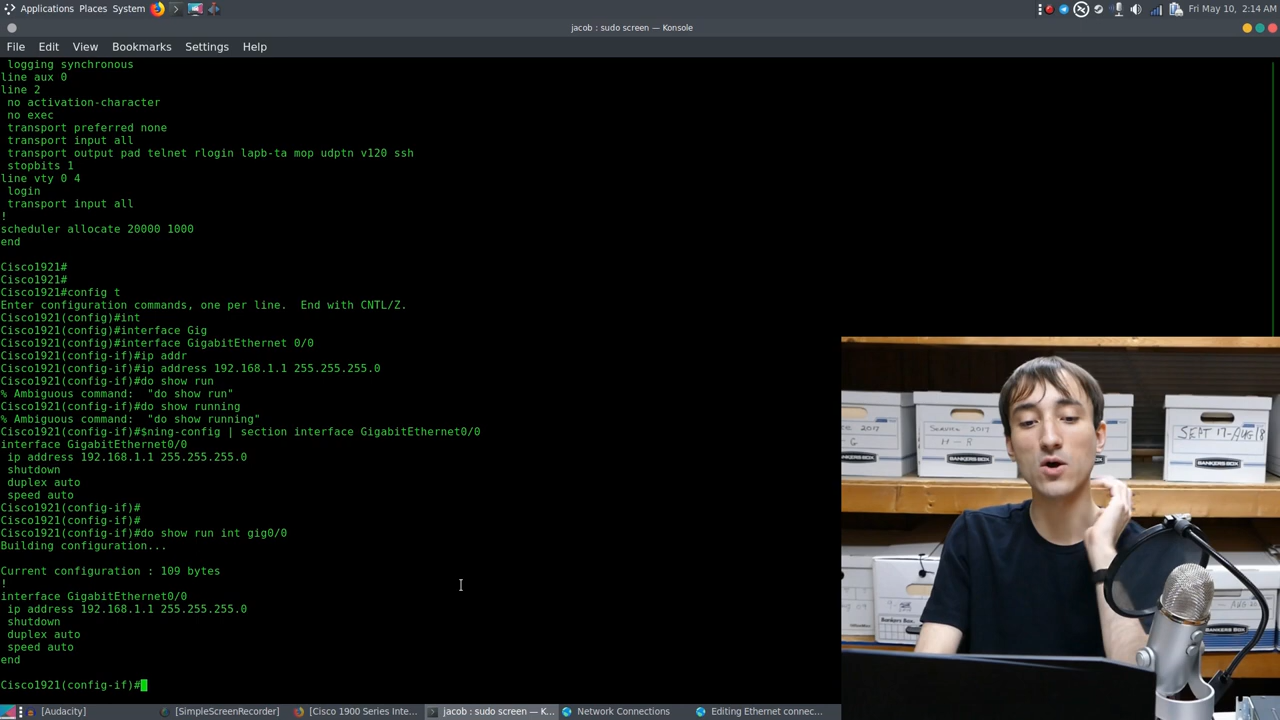 Applications Places System
Fri May 10, 2:14 AM
jacob : sudo screen — Konsole
File Edit View Bookmarks Settings Help
logging synchronous
line aux 0
line 2
no activation-character
no exec
transport preferred none
transport input all
transport output pad telnet rlogin lapb-ta mop udptn v120 ssh
stopbits 1
line vty 0 4
login
transport input all
!
scheduler allocate 20000 1000
end
Cisco1921#
Cisco1921#
Cisco1921#config t
Enter configuration commands, one per line.  End with CNTL/Z.
Cisco1921(config)#int
Cisco1921(config)#interface Gig
Cisco1921(config)#interface GigabitEthernet 0/0
Cisco1921(config-if)#ip addr
Cisco1921(config-if)#ip address 192.168.1.1 255.255.255.0
Cisco1921(config-if)#do show run
% Ambiguous command:  "do show run"
Cisco1921(config-if)#do show running
% Ambiguous command:  "do show running"
Cisco1921(config-if)#$ning-config | section interface GigabitEthernet0/0
interface GigabitEthernet0/0
ip address 192.168.1.1 255.255.255.0
shutdown
duplex auto
speed auto
Cisco1921(config-if)#
Cisco1921(config-if)#
Cisco1921(config-if)#do show run int gig0/0
Building configuration...
Current configuration : 109 bytes
!
interface GigabitEthernet0/0
ip address 192.168.1.1 255.255.255.0
shutdown
duplex auto
speed auto
end
Cisco1921(config-if)#
2017
H - R
BANKERS BOX
SEPT 17-AUG 18
BANKERS BOX
Bankers Box
[Audacity]
[SimpleScreenRecorder]
[Cisco 1900 Series Inte...
jacob : sudo screen — K...
Network Connections
Editing Ethernet connec...